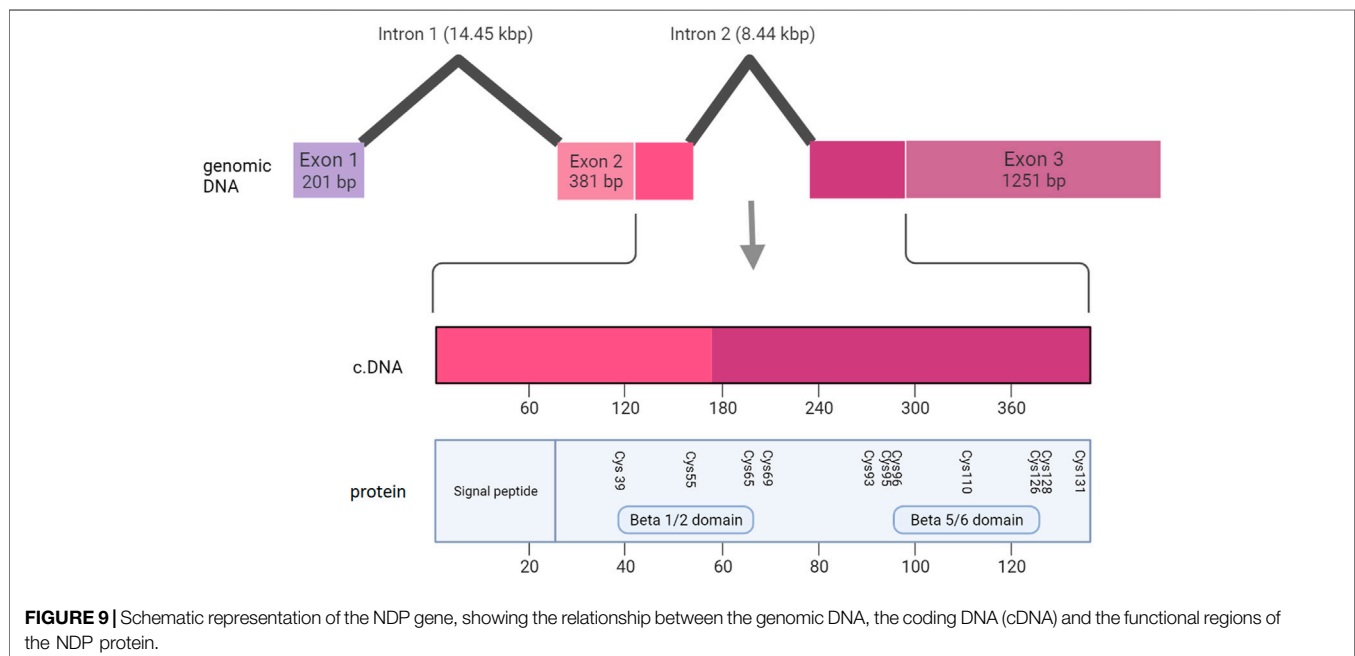 Intron 1 (14.45 kbp)
Intron 2 (8.44 kbp)
genomic
DNA
Exon 1
201 bp
Exon 2
381 bp
Exon 3
1251 bp
c.DNA
60
120
180
240
300
360
protein
Signal peptide
Cys39
Cys55
Cys65
Cys69
Cys93
Cys95
Cys96
Cys110
Cys126
Cys128
Cys131
Beta 1/2 domain
Beta 5/6 domain
20
40
60
80
100
120
FIGURE 9 | Schematic representation of the NDP gene, showing the relationship between the genomic DNA, the coding DNA (cDNA) and the functional regions of
the NDP protein.